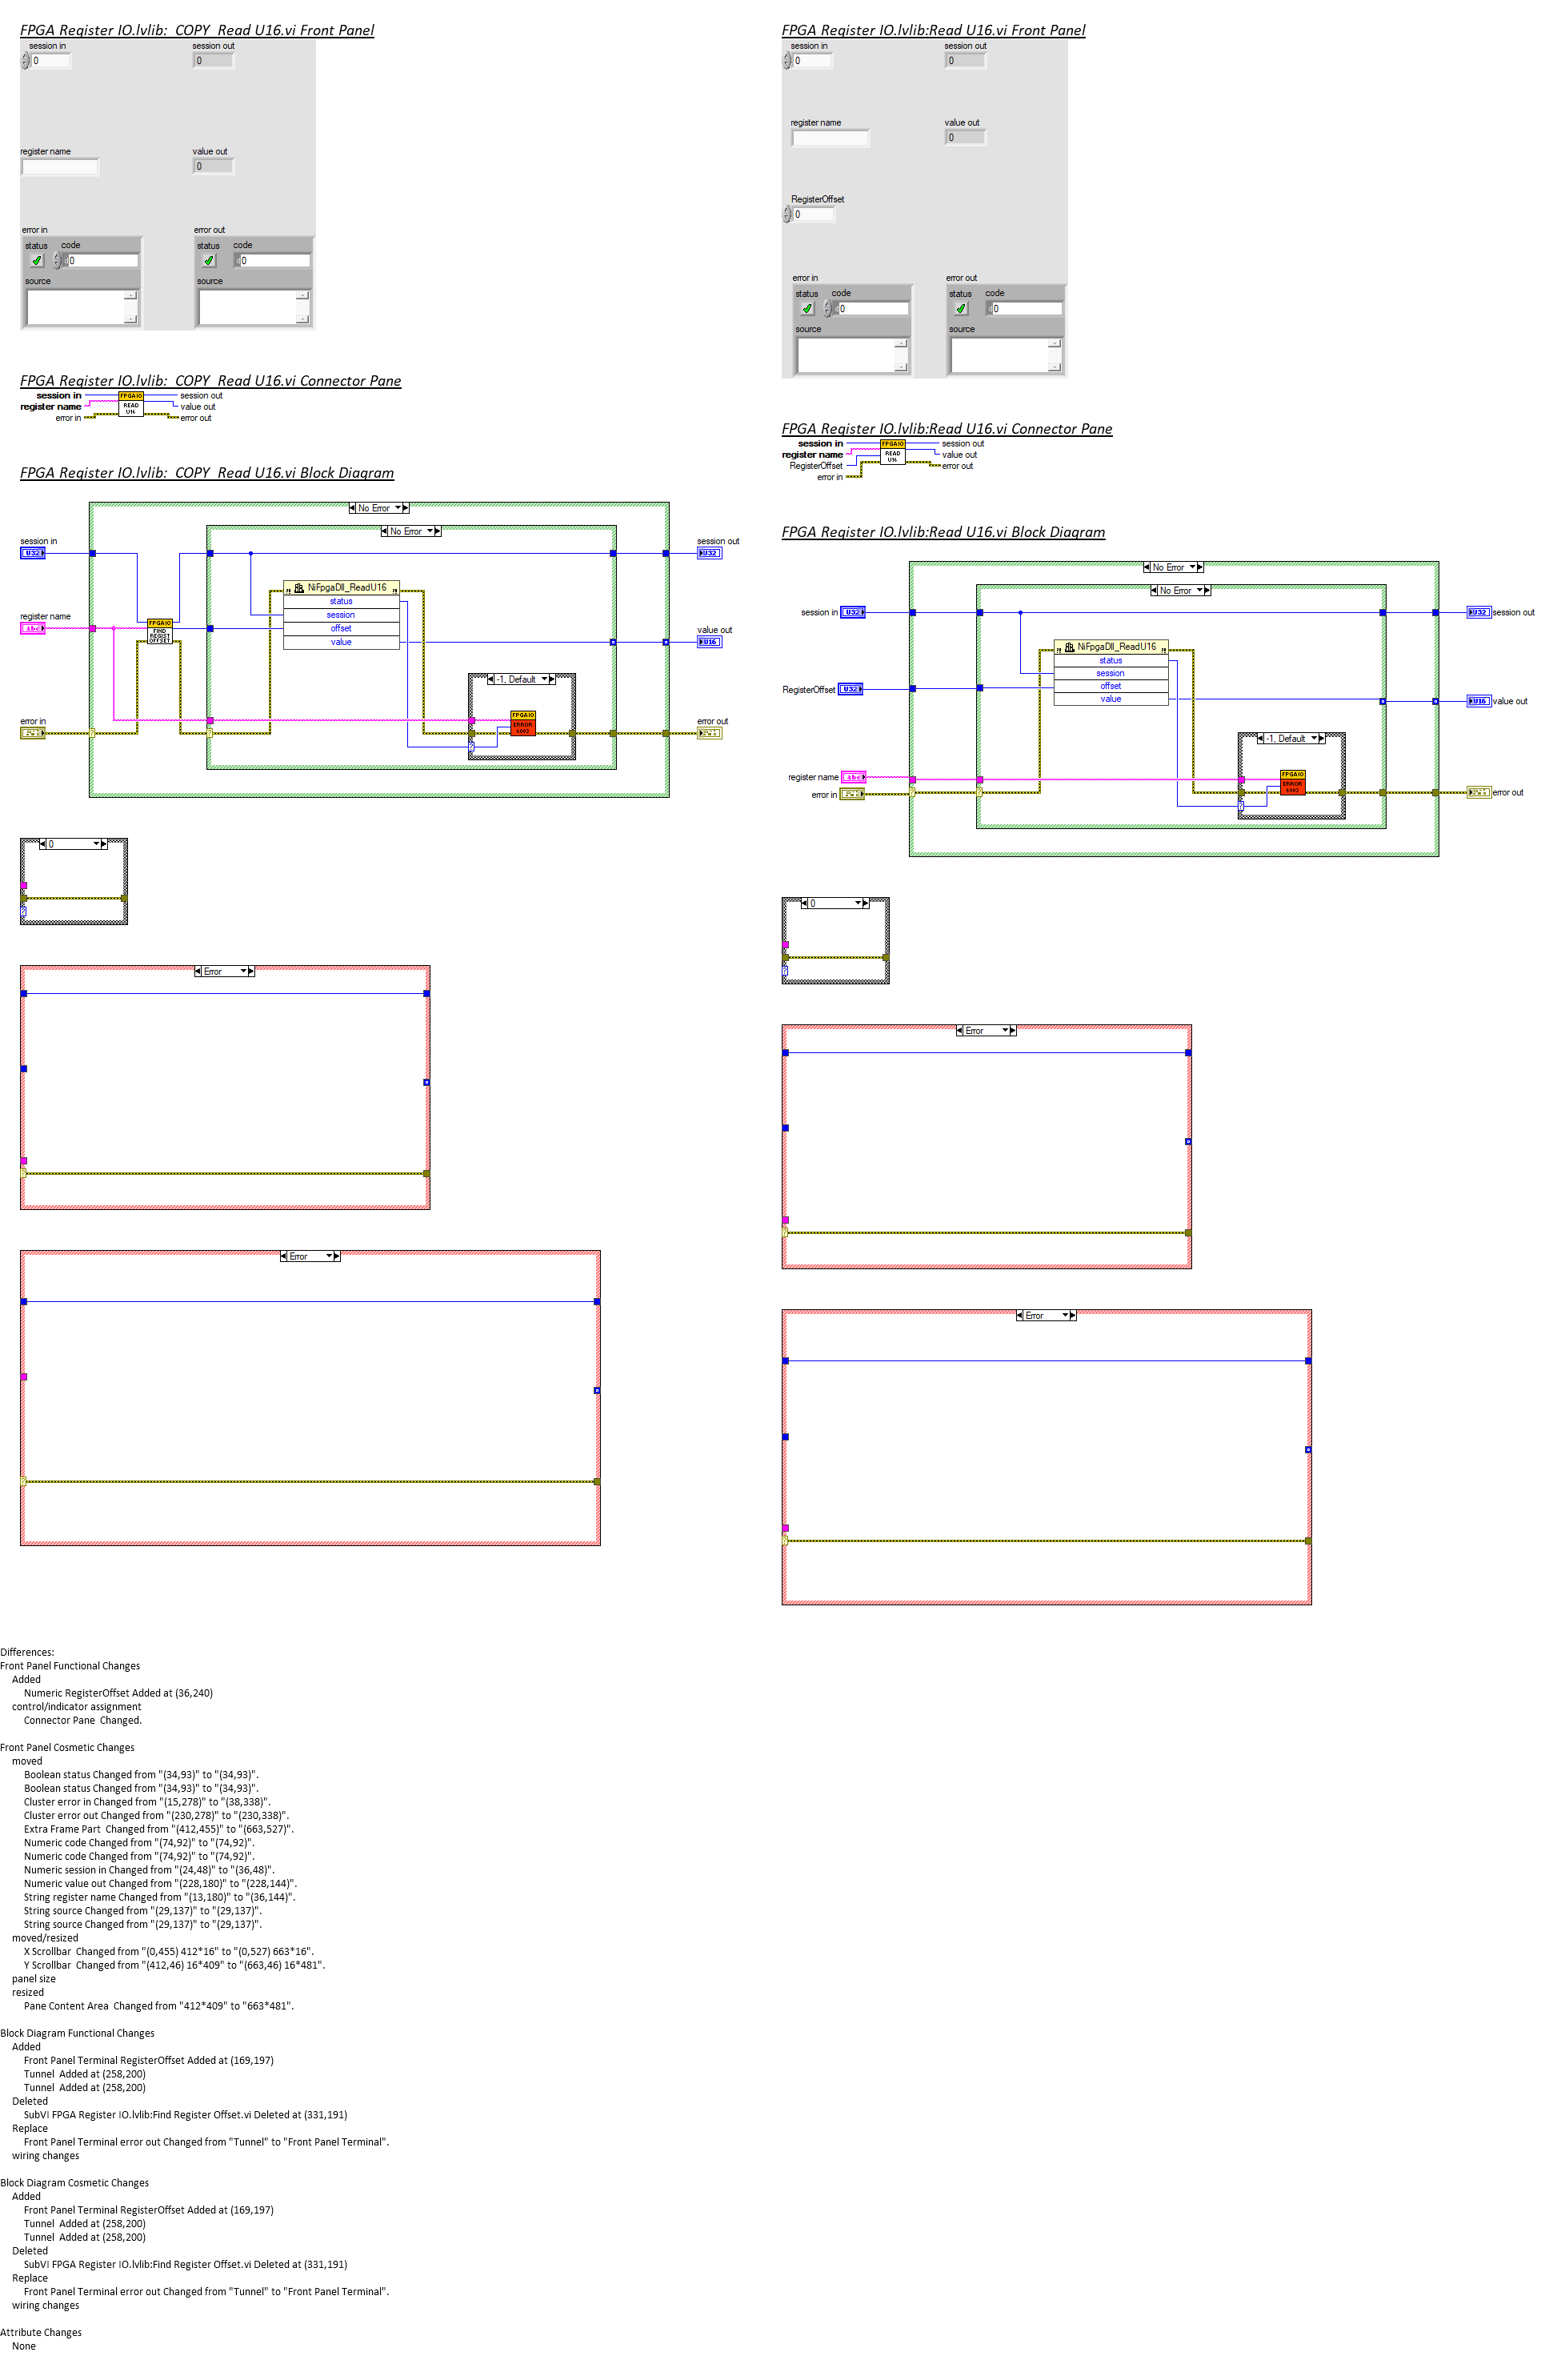 FPGA Register IO.lvlib:  COPY  Read U16.vi Front Panel
session in
session out
0
0
register name
value out
0
error in
error out
status
code
status
code
0
0
source
source
FPGA Register IO.lvlib:  COPY  Read U16.vi Connector Pane
session in
FPGA IO
session out
register name
READ
U16
value out
error in
error out
FPGA Register IO.lvlib:  COPY  Read U16.vi Block Diagram
No Error
No Error
session in
session out
U32
U32
NiFpgaDll_ReadU16
status
register name
session
FPGA IO
Abc
FIND
REGIST
OFFSET
offset
value out
value
U16
-1, Default
FPGA IO
error in
ERROR
error out
0
Error
Error
FPGA Register IO.lvlib:Read U16.vi Front Panel
session in
session out
0
0
register name
value out
0
RegisterOffset
0
error in
error out
status
code
status
code
0
0
source
source
FPGA Register IO.lvlib:Read U16.vi Connector Pane
session in
FPGA IO
session out
register name
READ
value out
RegisterOffset
U16
error out
error in
FPGA Register IO.lvlib:Read U16.vi Block Diagram
No Error
No Error
session in
U32
U32
session out
NiFpgaDll_ReadU16
status
session
RegisterOffset
U32
offset
value
U16
value out
-1, Default
register name
Abc
FPGA IO
ERROR
error in
error out
0
Error
Error
Differences:
Front Panel Functional Changes
Added
Numeric RegisterOffset Added at (36,240)
control/indicator assignment
Connector Pane  Changed.
Front Panel Cosmetic Changes
moved
Boolean status Changed from "(34,93)" to "(34,93)".
Boolean status Changed from "(34,93)" to "(34,93)".
Cluster error in Changed from "(15,278)" to "(38,338)".
Cluster error out Changed from "(230,278)" to "(230,338)".
Extra Frame Part  Changed from "(412,455)" to "(663,527)".
Numeric code Changed from "(74,92)" to "(74,92)".
Numeric code Changed from "(74,92)" to "(74,92)".
Numeric session in Changed from "(24,48)" to "(36,48)".
Numeric value out Changed from "(228,180)" to "(228,144)".
String register name Changed from "(13,180)" to "(36,144)".
String source Changed from "(29,137)" to "(29,137)".
String source Changed from "(29,137)" to "(29,137)".
moved/resized
X Scrollbar  Changed from "(0,455) 412*16" to "(0,527) 663*16".
Y Scrollbar  Changed from "(412,46) 16*409" to "(663,46) 16*481".
panel size
resized
Pane Content Area  Changed from "412*409" to "663*481".
Block Diagram Functional Changes
Added
Front Panel Terminal RegisterOffset Added at (169,197)
Tunnel  Added at (258,200)
Tunnel  Added at (258,200)
Deleted
SubVI FPGA Register IO.lvlib:Find Register Offset.vi Deleted at (331,191)
Replace
Front Panel Terminal error out Changed from "Tunnel" to "Front Panel Terminal".
wiring changes
Block Diagram Cosmetic Changes
Added
Front Panel Terminal RegisterOffset Added at (169,197)
Tunnel  Added at (258,200)
Tunnel  Added at (258,200)
Deleted
SubVI FPGA Register IO.lvlib:Find Register Offset.vi Deleted at (331,191)
Replace
Front Panel Terminal error out Changed from "Tunnel" to "Front Panel Terminal".
wiring changes
Attribute Changes
None